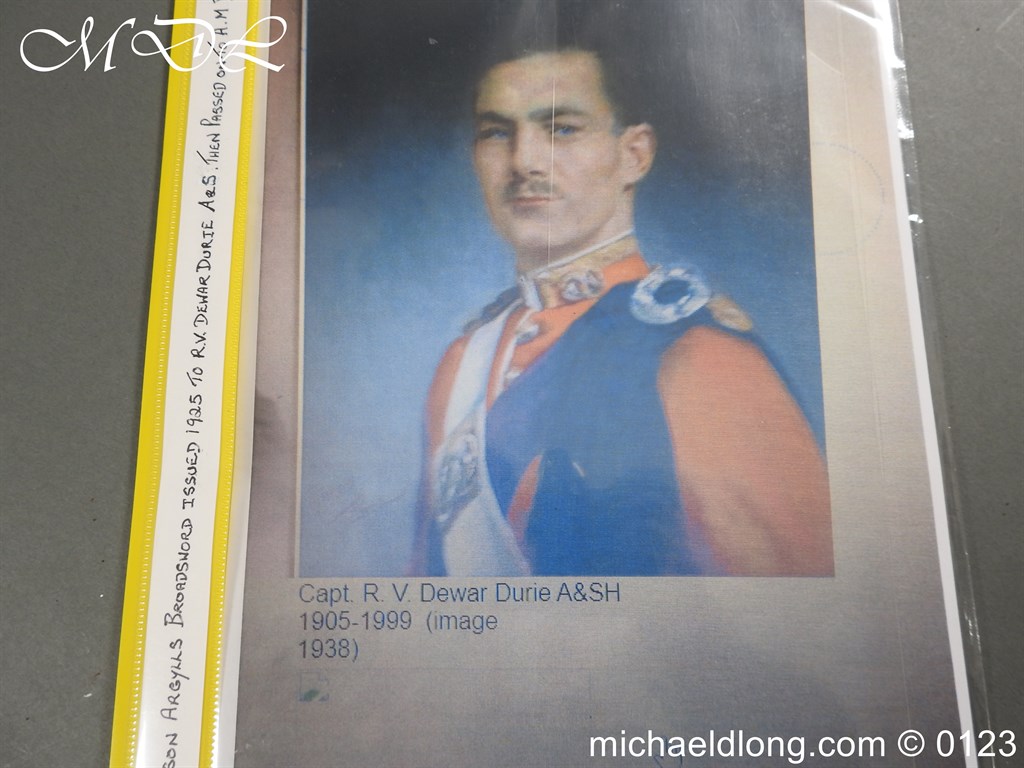 MDL
SON ARGYLLS BROADSWORD ISSUED 1925 TO R.V. DEWAR DURIE A&S, THEN PASSED ONTO A.M
Capt. R. V. Dewar Durie A&SH
1905-1999 (image
1938)
michaeldlong.com © 0123